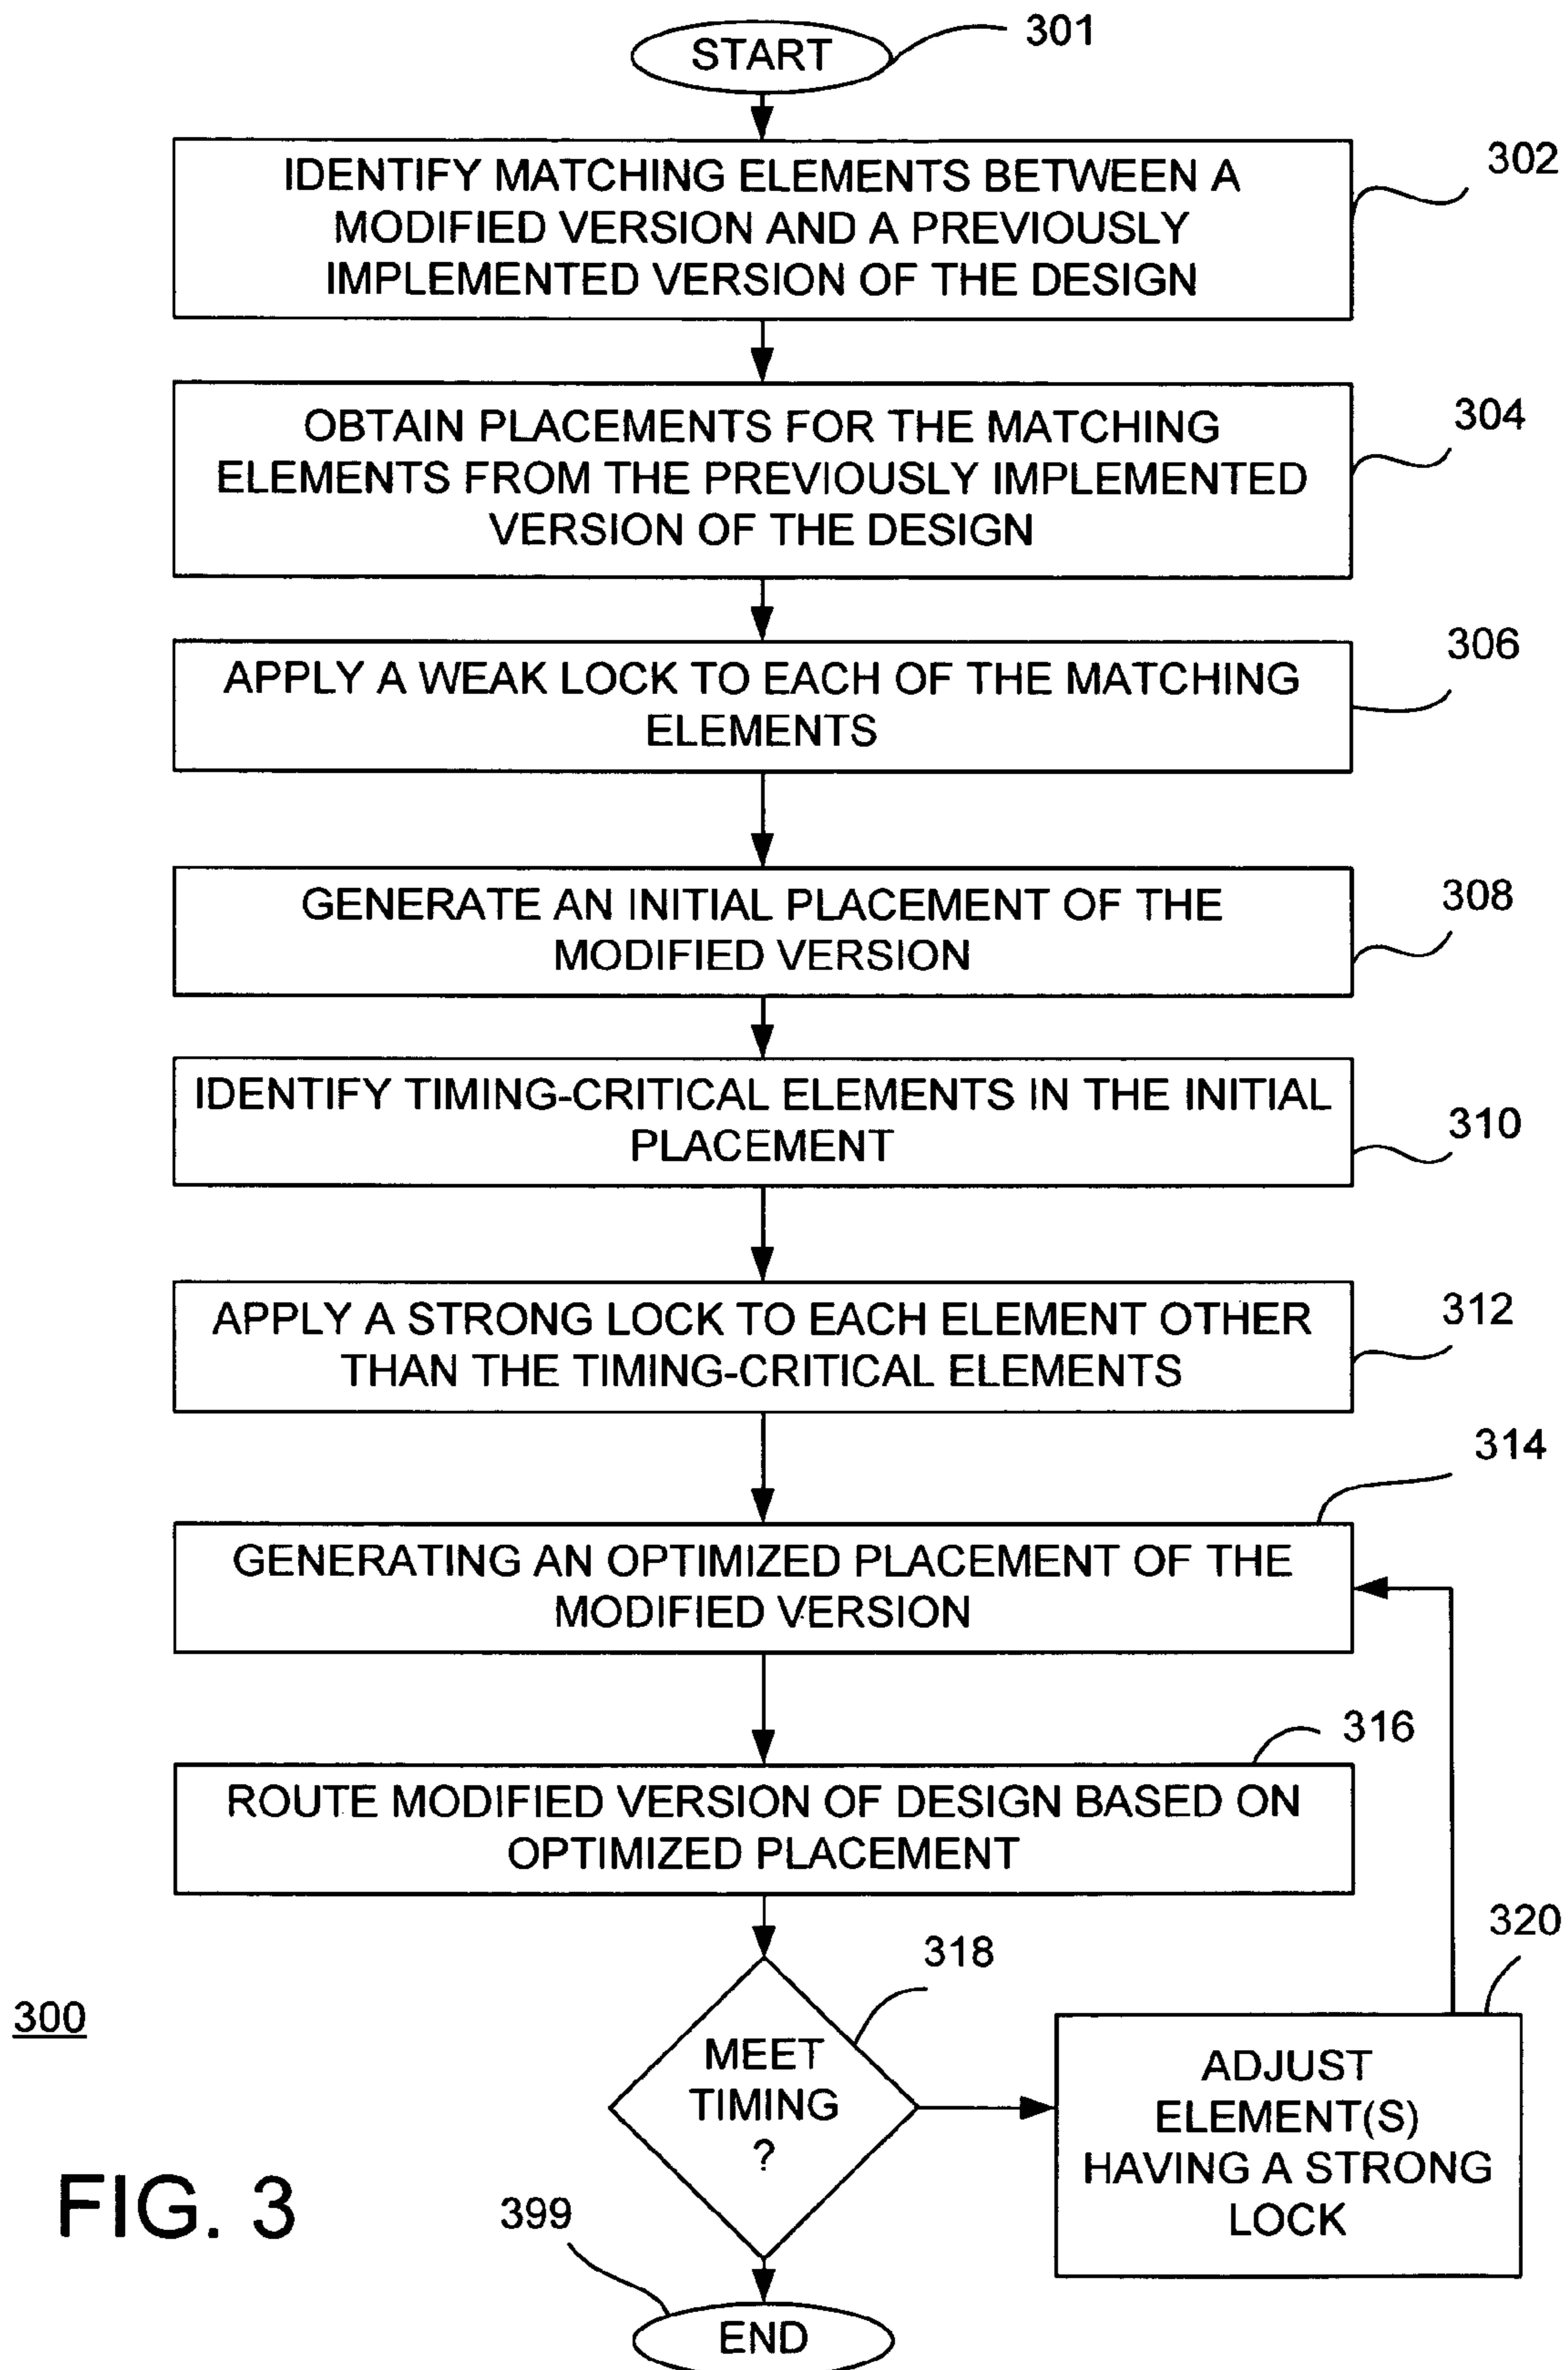 START
301
IDENTIFY MATCHING ELEMENTS BETWEEN A
MODIFIED VERSION AND A PREVIOUSLY
IMPLEMENTED VERSION OF THE DESIGN
302
OBTAIN PLACEMENTS FOR THE MATCHING
ELEMENTS FROM THE PREVIOUSLY IMPLEMENTED
VERSION OF THE DESIGN
304
APPLY A WEAK LOCK TO EACH OF THE MATCHING
ELEMENTS
306
GENERATE AN INITIAL PLACEMENT OF THE
MODIFIED VERSION
308
IDENTIFY TIMING-CRITICAL ELEMENTS IN THE INITIAL
PLACEMENT
310
APPLY A STRONG LOCK TO EACH ELEMENT OTHER
THAN THE TIMING-CRITICAL ELEMENTS
312
314
GENERATING AN OPTIMIZED PLACEMENT OF THE
MODIFIED VERSION
316
ROUTE MODIFIED VERSION OF DESIGN BASED ON
OPTIMIZED PLACEMENT
318
MEET
TIMING
?
320
ADJUST
ELEMENT(S)
HAVING A STRONG
LOCK
300
FIG. 3
399
END